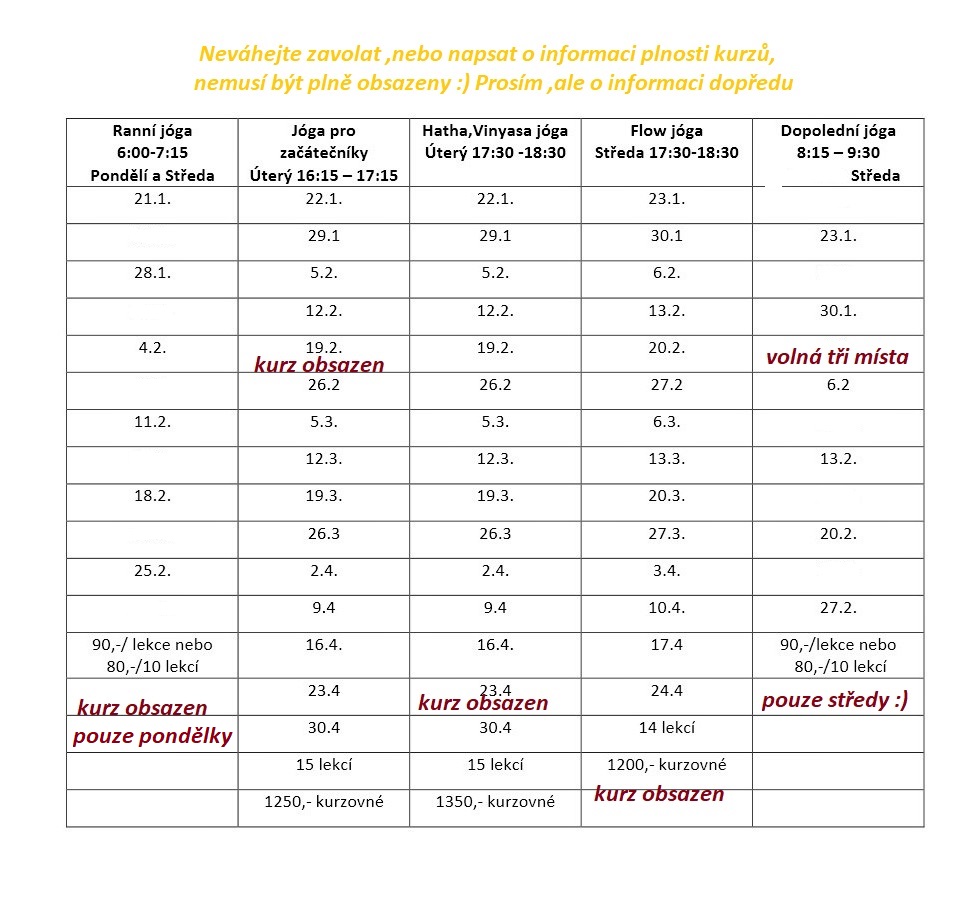 Neváhejte zavolat ,nebo napsat o informaci plnosti kurzů,
nemusí být plně obsazeny :) Prosím ,ale o informaci dopředu
Ranní jóga
6:00-7:15
Pondělí a Středa
Jóga pro
začátečníky
Úterý 16:15 – 17:15
Hatha,Vinyasa jóga
Úterý 17:30 -18:30
Flow jóga
Středa 17:30-18:30
Dopolední jóga
8:15 – 9:30
Středa
21.1. 22.1. 22.1. 23.1.
29.1 29.1 30.1 23.1.
28.1. 5.2. 5.2. 6.2.
12.2. 12.2. 13.2. 30.1.
4.2. 19.2. 19.2. 20.2. volná tři místa
kurz obsazen
26.2 26.2 27.2 6.2
11.2. 5.3. 5.3. 6.3.
12.3. 12.3. 13.3. 13.2.
18.2. 19.3. 19.3. 20.3.
26.3 26.3 27.3. 20.2.
25.2. 2.4. 2.4. 3.4.
9.4 9.4 10.4. 27.2.
90,-/ lekce nebo
80,-/10 lekcí
16.4. 16.4. 17.4
90,-/lekce nebo
80,-/10 lekcí
23.4 23.4 24.4 pouze středy :)
kurz obsazen kurz obsazen
pouze pondělky 30.4 30.4 14 lekcí
15 lekcí 15 lekcí 1200,- kurzovné
1250,- kurzovné 1350,- kurzovné kurz obsazen